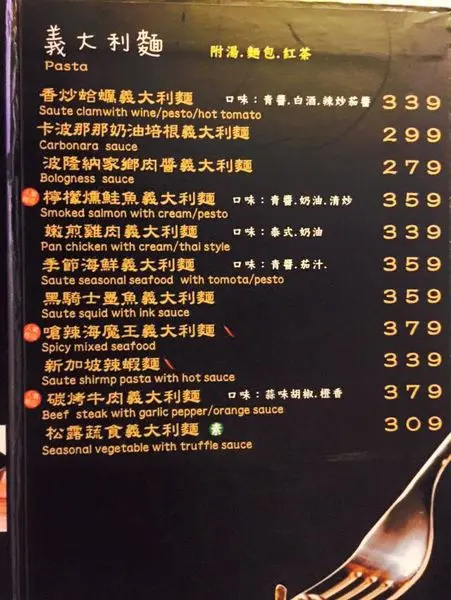 義大利麵 附湯.麵包.紅茶
Pasta
香炒蛤蠣義大利麵 口味:青醬.白酒.辣炒茄醬 339
Saute clamwith wine/pesto/hot tomato
卡波那那奶油培根義大利麵 299
Carbonara sauce
波隆納家鄉肉醬義大利麵 279
Bologness sauce
檸檬燻鮭魚義大利麵 口味:青醬.奶油.清炒 359
Smoked salmon with cream/pesto
嫩煎雞肉義大利麵 口味:泰式.奶油 339
Pan chicken with cream/thai style
季節海鮮義大利麵 口味:青醬.茄汁. 359
Saute seasonal seafood with tomota/pesto
黑騎士墨魚義大利麵 359
Saute squid with ink sauce
嗆辣海魔王義大利麵 379
Spicy mixed seafood
新加坡辣蝦麵 339
Saute shirmp pasta with hot sauce
碳烤牛肉義大利麵 口味:蒜味胡椒.橙香 379
Beef steak with garlic pepper/orange sauce
松露蔬食義大利麵 素 309
Seasonal vegetable with truffle sauce